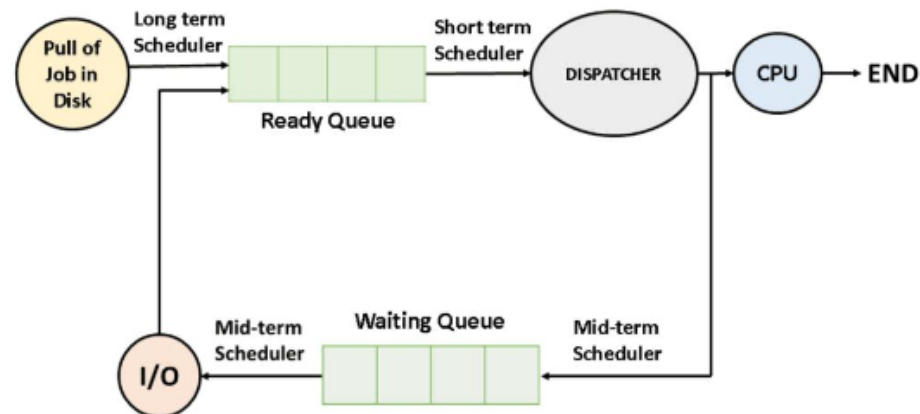 Pull of
Job in
Disk
Long term
Scheduler
Ready Queue
Short term
Scheduler
DISPATCHER
CPU
END
I/O
Mid-term
Scheduler
Waiting Queue
Mid-term
Scheduler